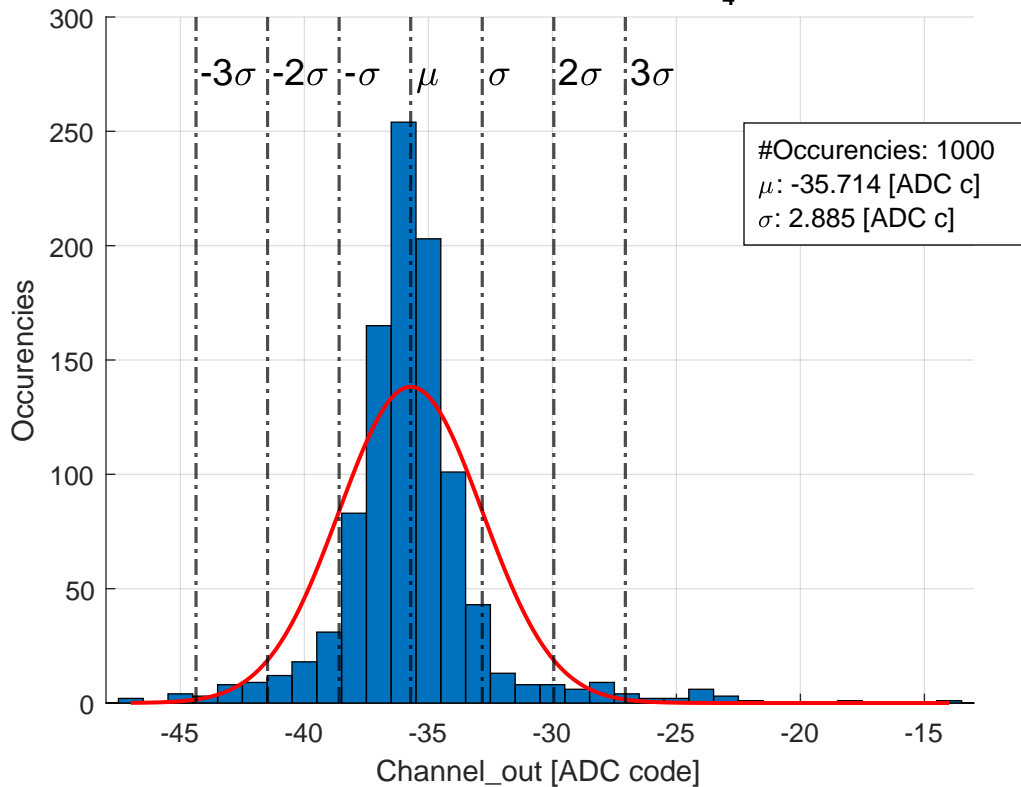 4
300
250
200
150
100
50
0
-3σ -2σ -σ μ σ 2σ 3σ
#Occurencies: 1000
μ: -35.714 [ADC c]
σ: 2.885 [ADC c]
Occurencies
-45 -40 -35 -30 -25 -20 -15
Channel_out [ADC code]